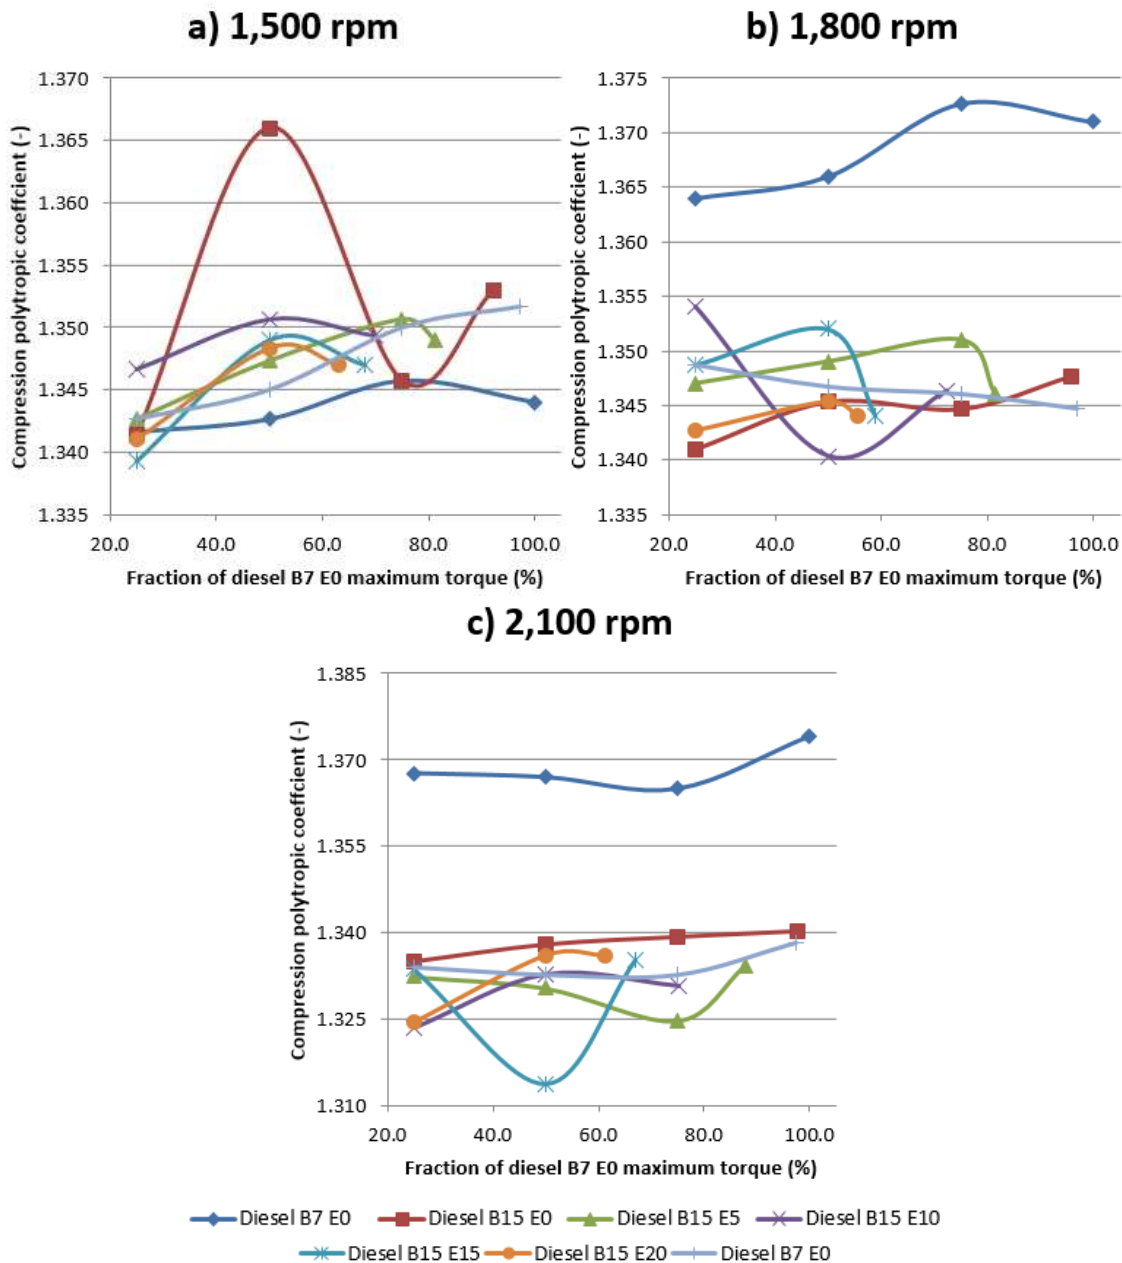 a) 1,500 rpm
Compression polytropic coeffcient (-)
1.370
1.365
1.360
1.355
1.350
1.345
1.340
1.335
20.0 40.0 60.0 80.0 100.0
Fraction of diesel B7 E0 maximum torque (%)
b) 1,800 rpm
Compression polytropic coeffcient (-)
1.375
1.370
1.365
1.360
1.355
1.350
1.345
1.340
1.335
20.0 40.0 60.0 80.0 100.0
Fraction of diesel B7 E0 maximum torque (%)
c) 2,100 rpm
Compression polytropic coeffcient (-)
1.385
1.370
1.355
1.340
1.325
1.310
20.0 40.0 60.0 80.0 100.0
Fraction of diesel B7 E0 maximum torque (%)
Diesel B7 E0 Diesel B15 E0 Diesel B15 E5 Diesel B15 E10
Diesel B15 E15 Diesel B15 E20 Diesel B7 E0